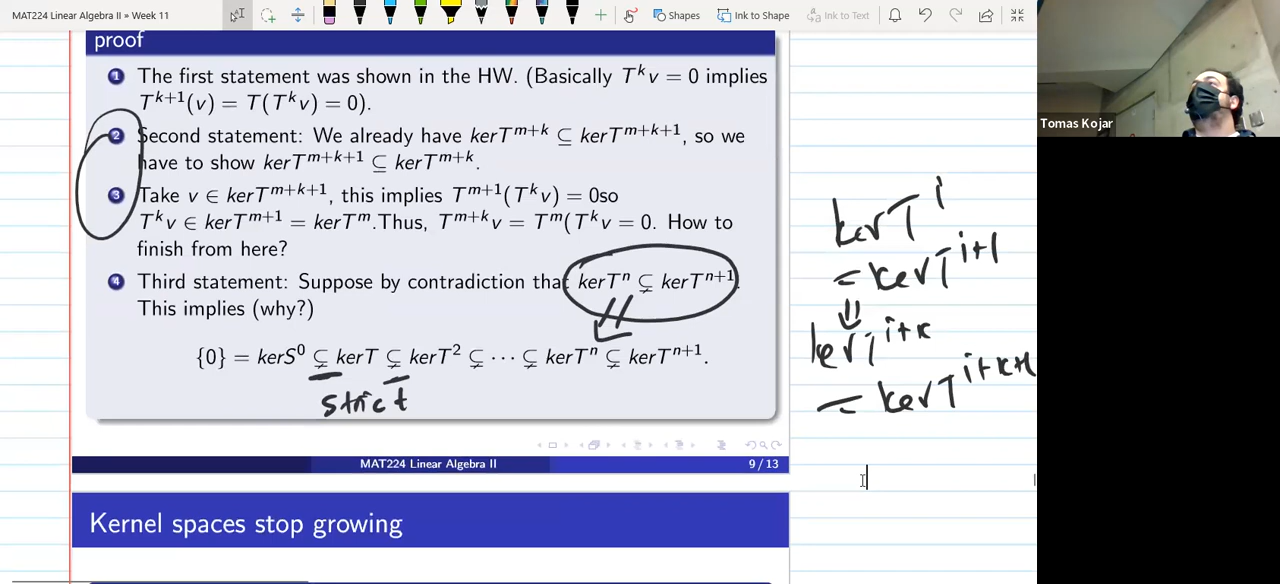 MAT224 Linear Algebra II » Week 11
Shapes
Ink to Shape
Ink to Text
proof
1 The first statement was shown in the HW. (Basically T^k v = 0 implies
T^{k+1}(v) = T(T^k v) = 0).
2 Second statement: We already have kerT^{m+k} ⊆ kerT^{m+k+1}, so we
have to show kerT^{m+k+1} ⊆ kerT^{m+k}.
3 Take v ∈ kerT^{m+k+1}, this implies T^{m+1}(T^k v) = 0so
T^k v ∈ kerT^{m+1} = kerT^m.Thus, T^{m+k}v = T^m(T^k v = 0. How to
finish from here?
4 Third statement: Suppose by contradiction that kerT^n ⊊ kerT^{n+1}.
This implies (why?)
{0} = kerS^0 ⊊ kerT ⊊ kerT^2 ⊊ ⋯ ⊊ kerT^n ⊊ kerT^{n+1}.
strict
MAT224 Linear Algebra II
9 / 13
Kernel spaces stop growing
kerT^i
= kerT^{i+1}
⇓
kerT^{i+k}
= kerT^{i+k+1}
Tomas Kojar